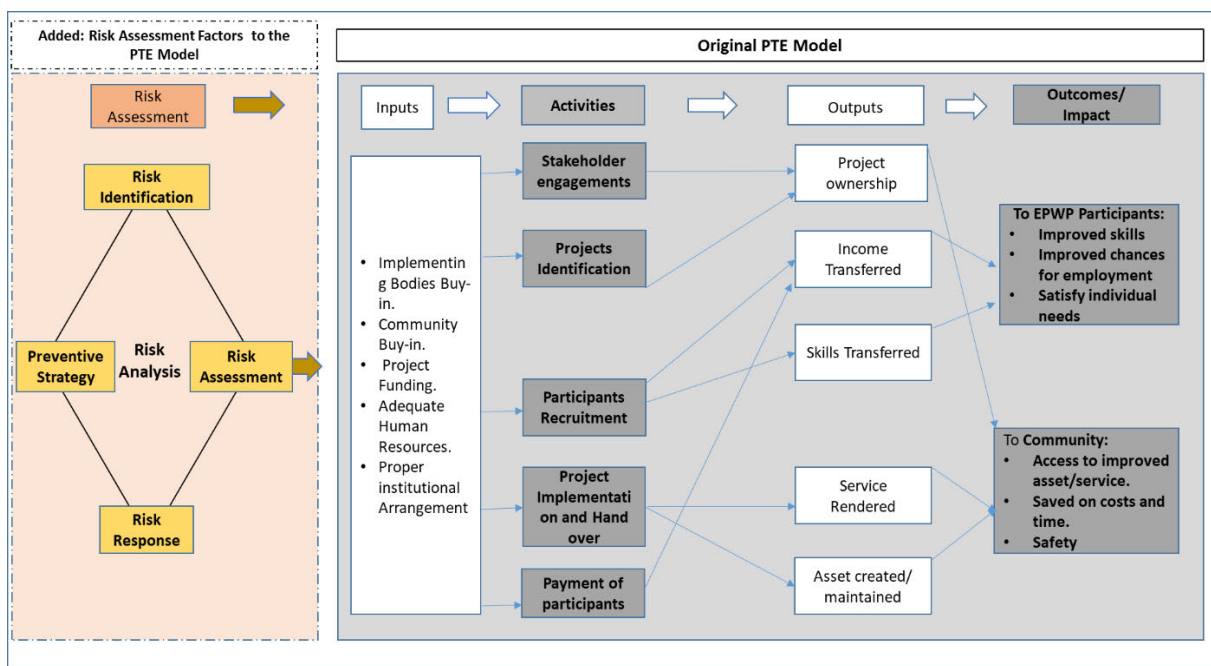 Added: Risk Assessment Factors to the
PTE Model
Original PTE Model
Risk
Assessment
Risk
Identification
Preventive
Strategy
Risk
Analysis
Risk
Assessment
Risk
Response
Inputs
Activities
Outputs
Outcomes/
Impact
• Implementin
g Bodies Buy-
in.
• Community
Buy-in.
• Project
Funding.
• Adequate
Human
Resources.
• Proper
institutional
Arrangement
Stakeholder
engagements
Projects
Identification
Participants
Recruitment
Project
Implementati
on and Hand
over
Payment of
participants
Project
ownership
Income
Transferred
Skills Transferred
Service
Rendered
Asset created/
maintained
To EPWP Participants:
• Improved skills
• Improved chances
for employment
• Satisfy individual
needs
To Community:
• Access to improved
asset/service.
• Saved on costs and
time.
• Safety